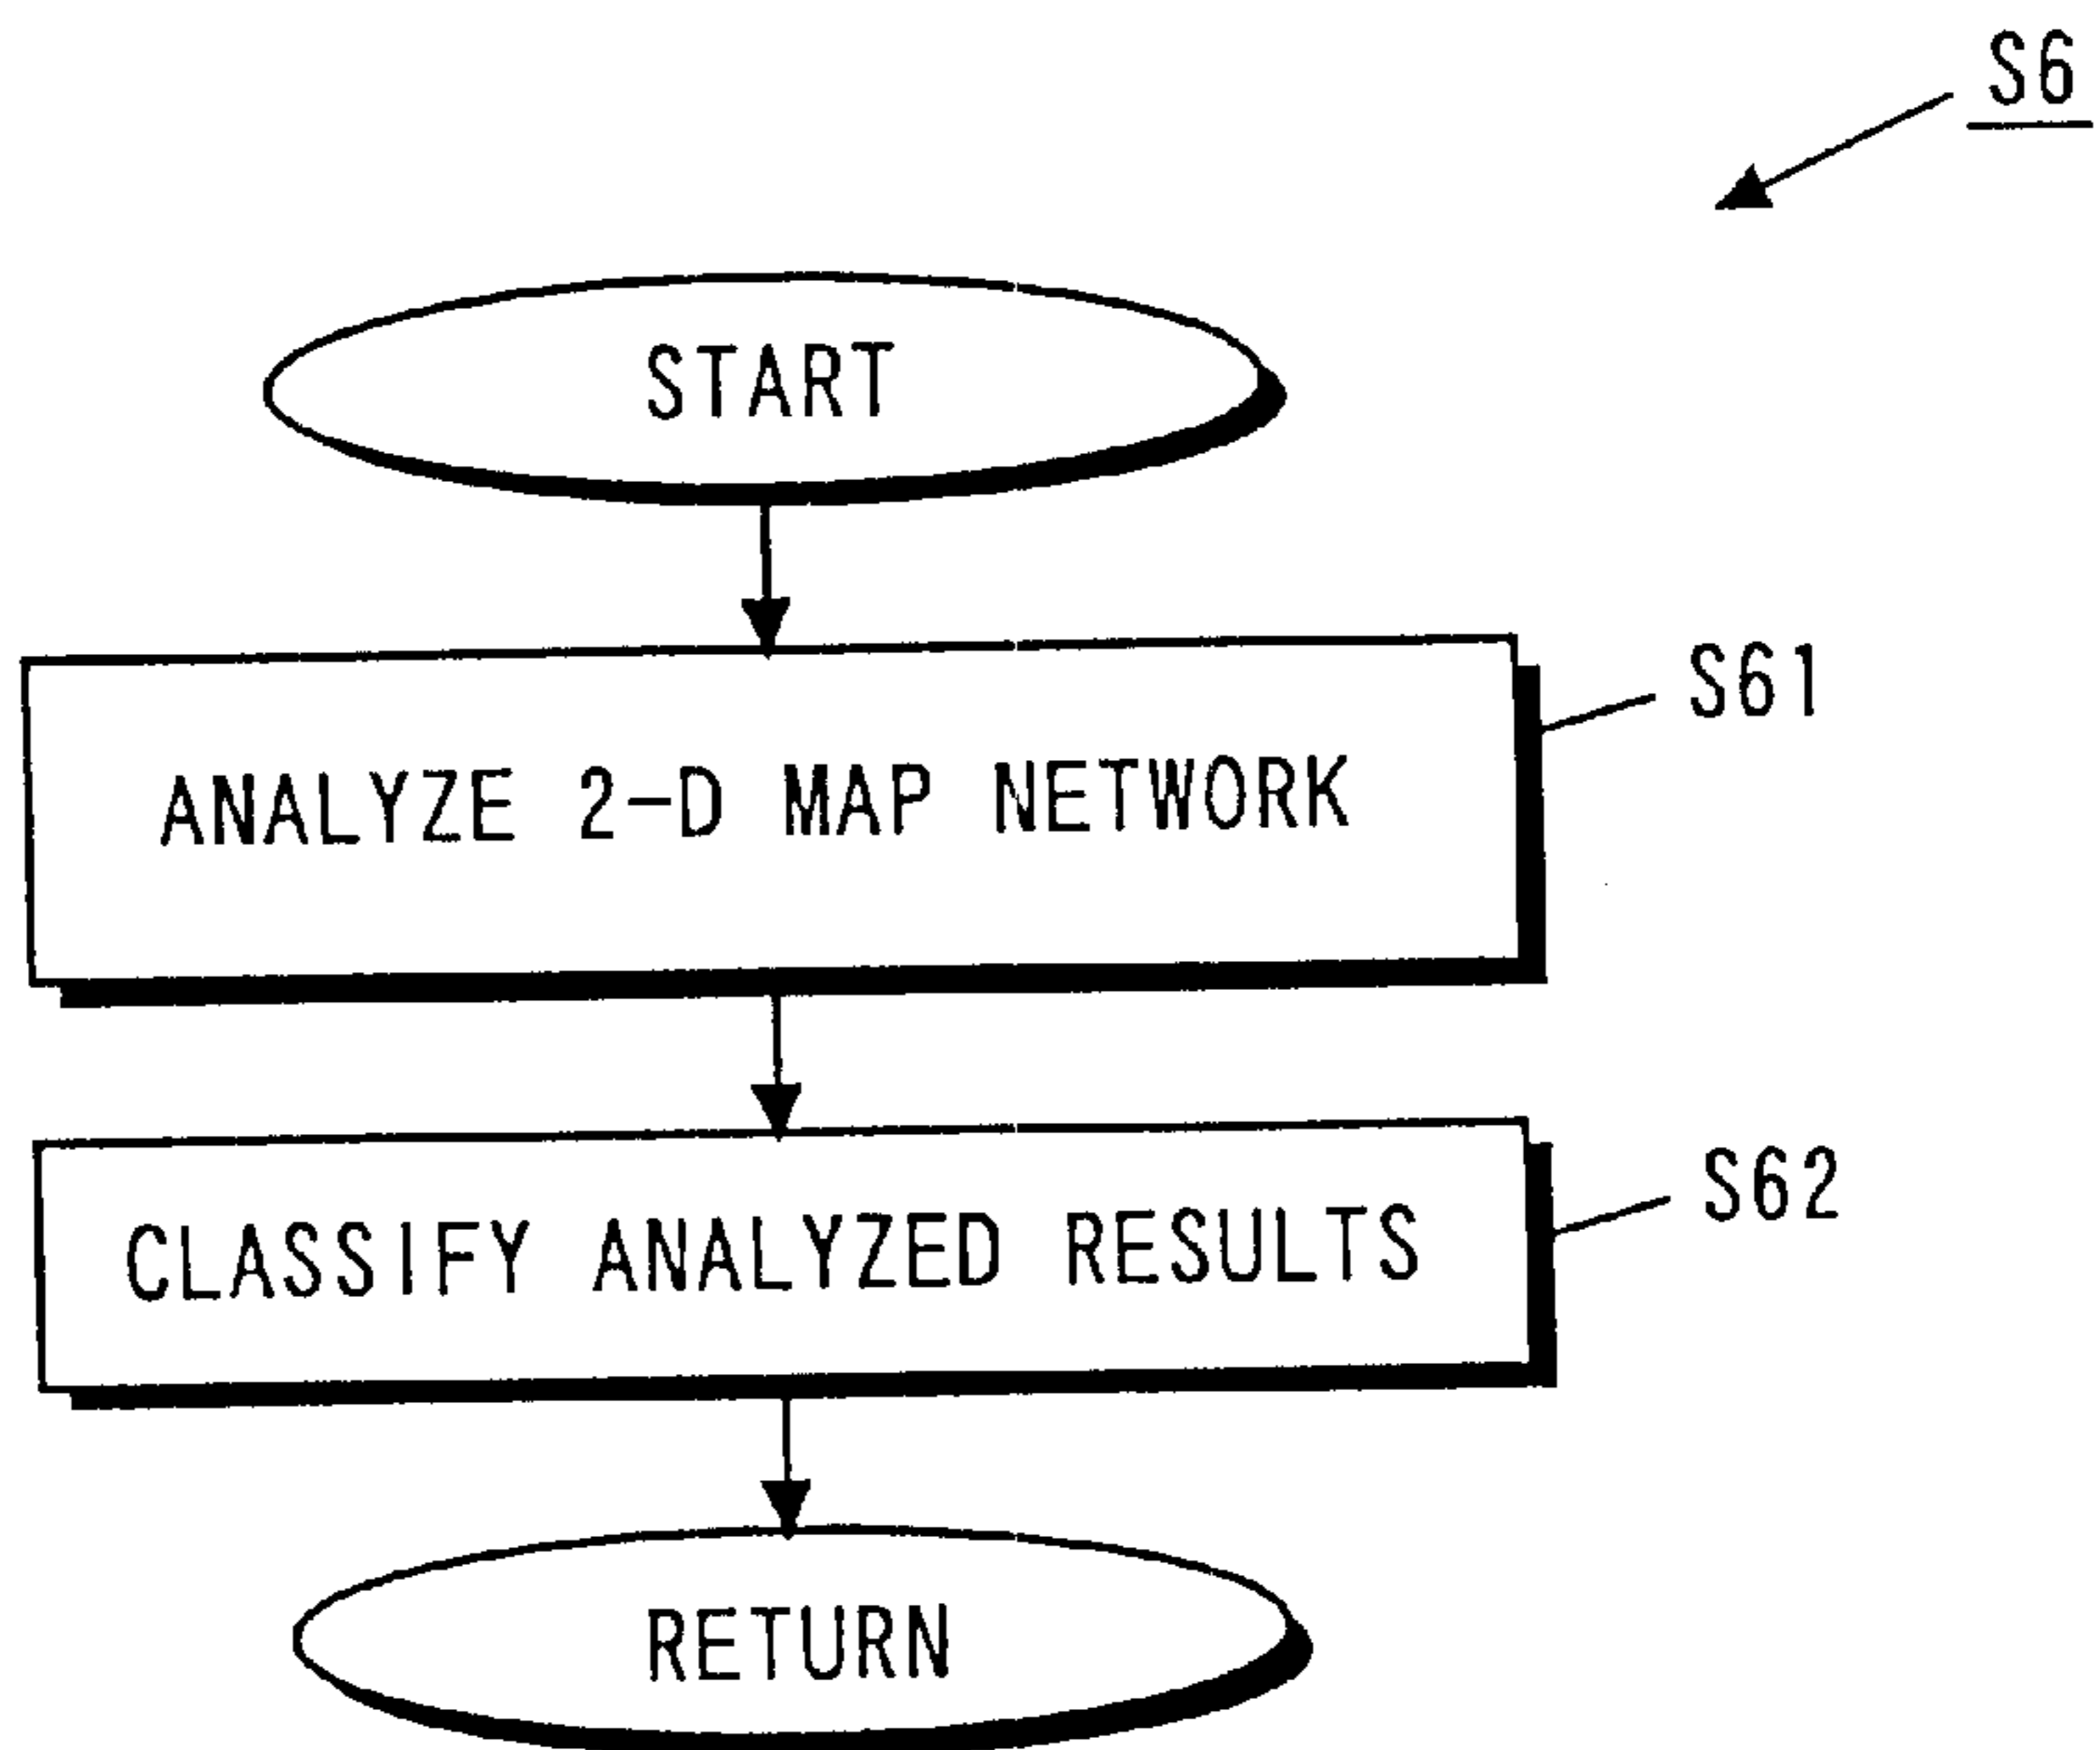 S6
START
S61
ANALYZE 2-D MAP NETWORK
S62
CLASSIFY ANALYZED RESULTS
RETURN